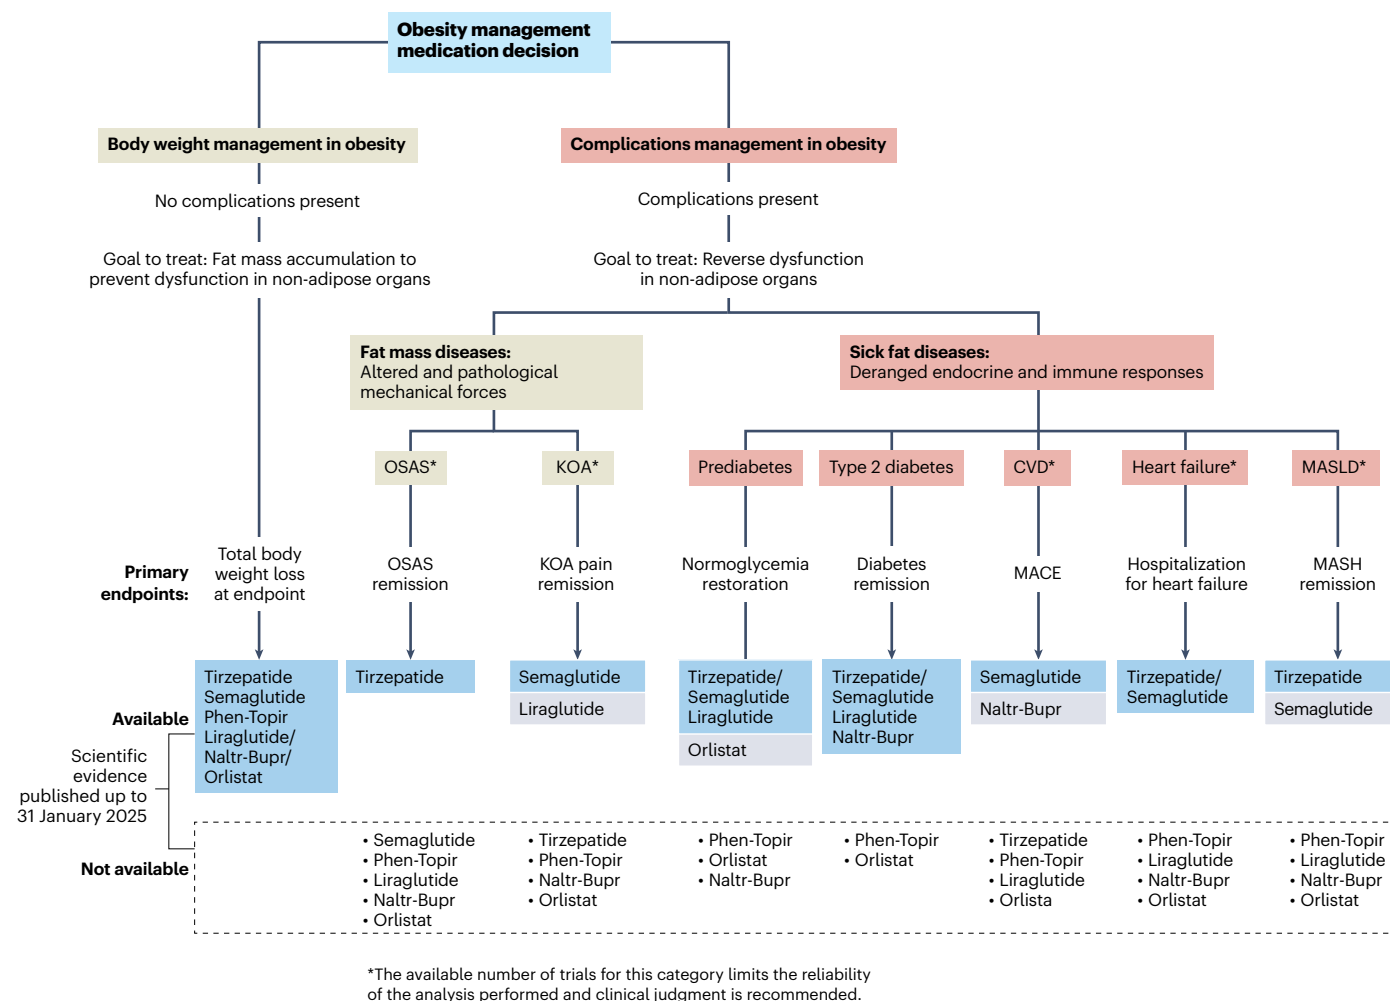 Obesity management
medication decision
Body weight management in obesity
Complications management in obesity
No complications present
Complications present
Goal to treat: Fat mass accumulation to
prevent dysfunction in non-adipose organs
Goal to treat: Reverse dysfunction
in non-adipose organs
Fat mass diseases:
Altered and pathological
mechanical forces
Sick fat diseases:
Deranged endocrine and immune responses
OSAS*
KOA*
Prediabetes
Type 2 diabetes
CVD*
Heart failure*
MASLD*
Primary
endpoints:
Total body
weight loss
at endpoint
OSAS
remission
KOA pain
remission
Normoglycemia
restoration
Diabetes
remission
MACE
Hospitalization
for heart failure
MASH
remission
Available
Tirzepatide
Semaglutide
Phen-Topir
Liraglutide/
Naltr-Bupr/
Orlistat
Tirzepatide
Semaglutide
Liraglutide
Tirzepatide/
Semaglutide
Liraglutide
Orlistat
Tirzepatide/
Semaglutide
Liraglutide
Naltr-Bupr
Semaglutide
Naltr-Bupr
Tirzepatide/
Semaglutide
Tirzepatide
Semaglutide
Scientific
evidence
published up to
31 January 2025
Not available
• Semaglutide
• Phen-Topir
• Liraglutide
• Naltr-Bupr
• Orlistat
• Tirzepatide
• Phen-Topir
• Naltr-Bupr
• Orlistat
• Phen-Topir
• Orlistat
• Naltr-Bupr
• Phen-Topir
• Orlistat
• Tirzepatide
• Phen-Topir
• Liraglutide
• Orlista
• Phen-Topir
• Liraglutide
• Naltr-Bupr
• Orlistat
• Phen-Topir
• Liraglutide
• Naltr-Bupr
• Orlistat
*The available number of trials for this category limits the reliability
of the analysis performed and clinical judgment is recommended.